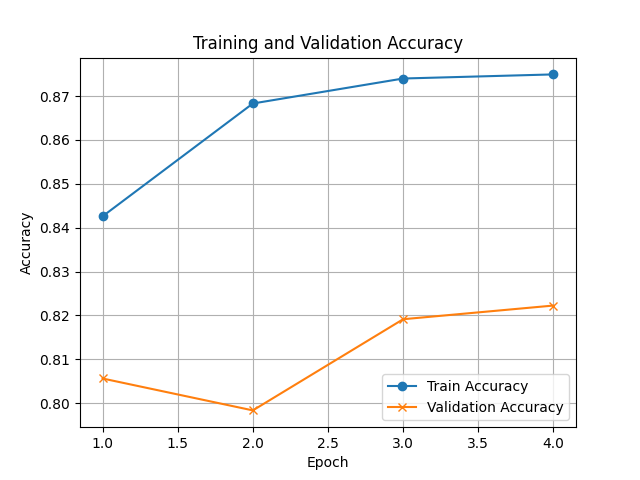 Training and Validation Accuracy
Accuracy
0.87
0.86
0.85
0.84
0.83
0.82
0.81
0.80
Train Accuracy
Validation Accuracy
1.0 1.5 2.0 2.5 3.0 3.5 4.0
Epoch